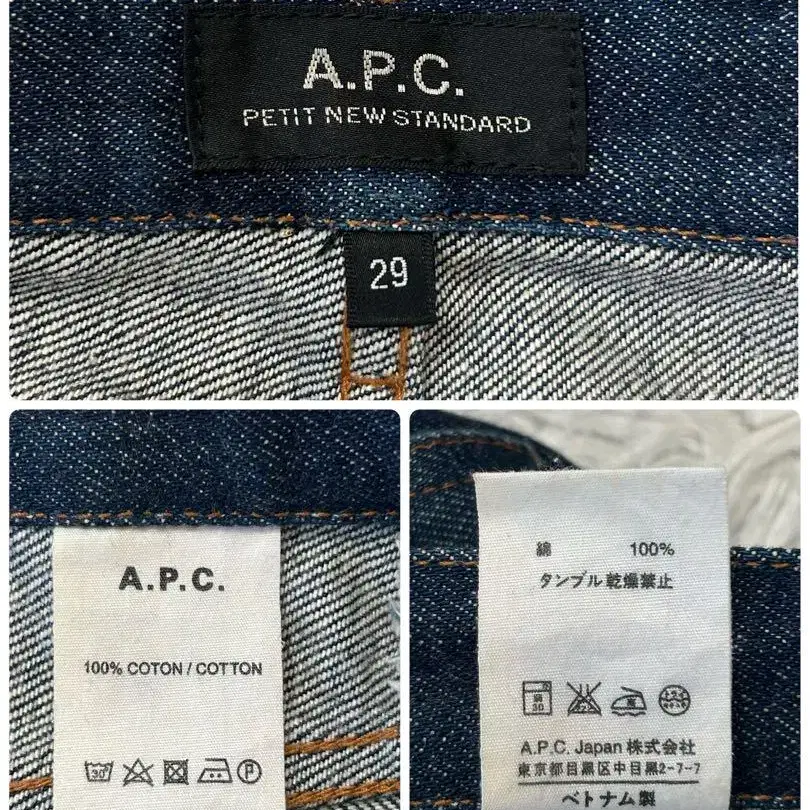 A.P.C.
PETIT NEW STANDARD
29
A.P.C.
100% COTON / COTTON
30°
P
綿 100%
タンブル乾燥禁止
30
A.P.C. Japan 株式会社
東京都目黒区中目黒2-7-7
ベトナム製